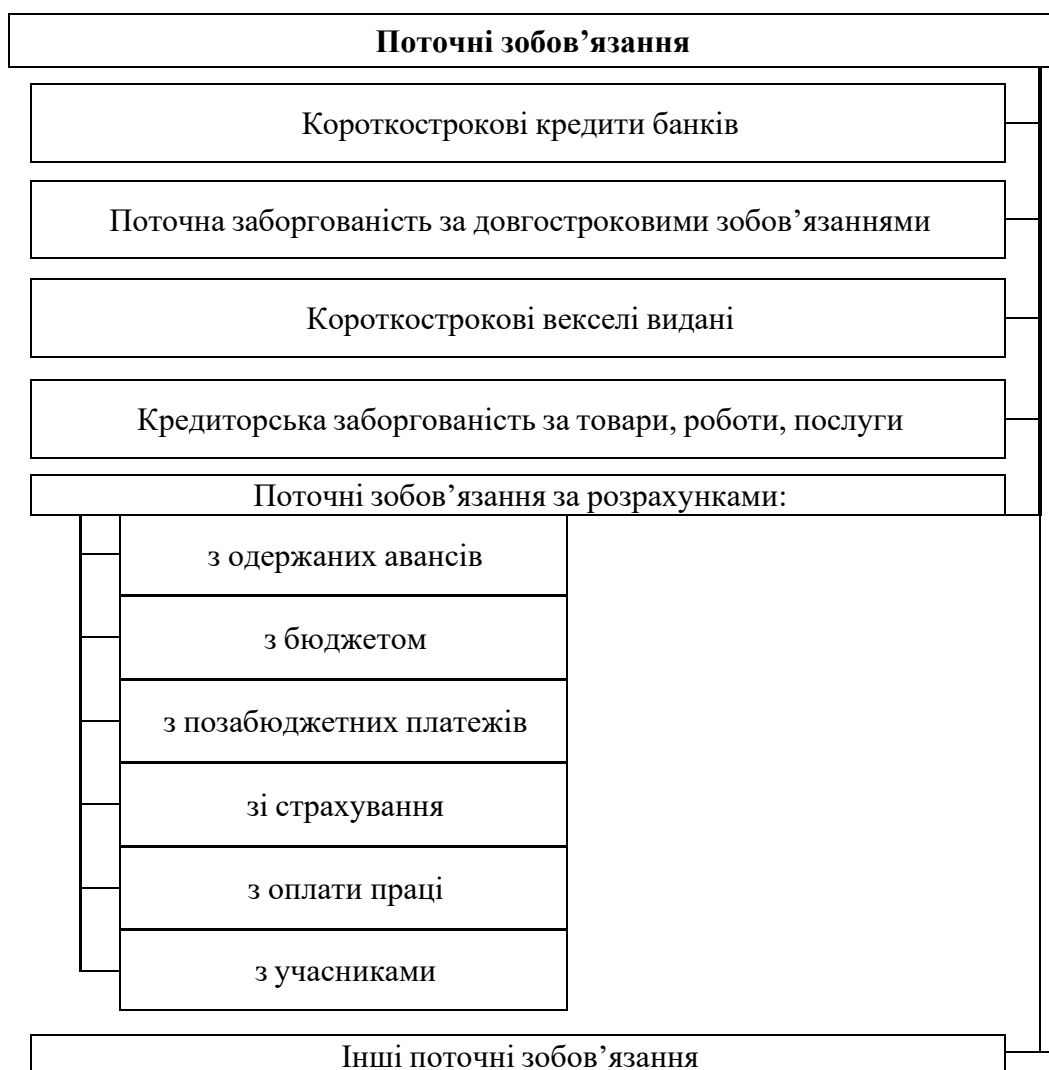 Поточні зобов’язання
Короткострокові кредити банків
Поточна заборгованість за довгостроковими зобов’язаннями
Короткострокові векселі видані
Кредиторська заборгованість за товари, роботи, послуги
Поточні зобов’язання за розрахунками:
з одержаних авансів
з бюджетом
з позабюджетних платежів
зі страхування
з оплати праці
з учасниками
Інші поточні зобов’язання